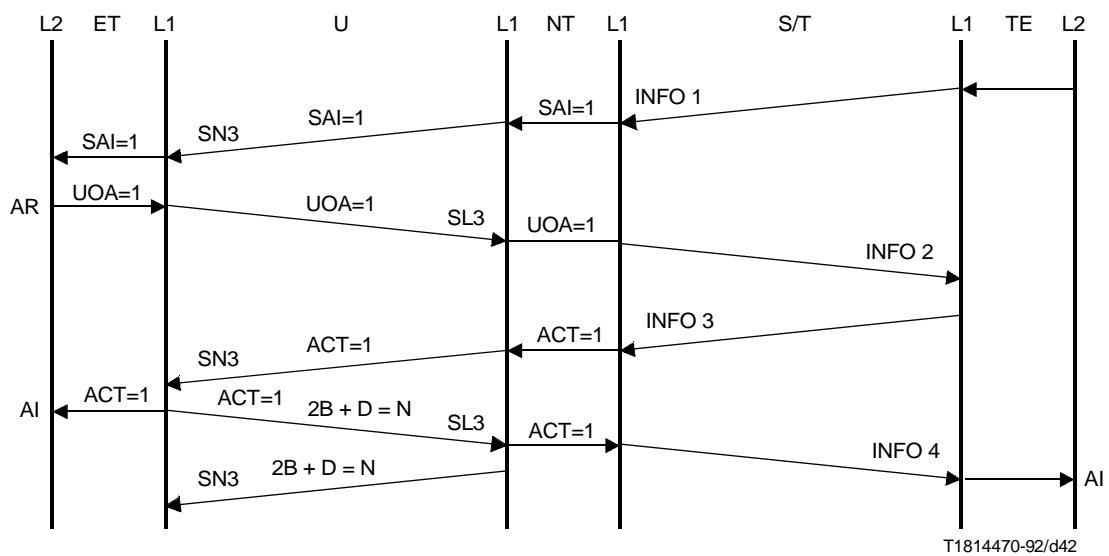 L2 ET L1 U L1 NT L1 S/T L1 TE L2
INFO 1
SAI=1
SAI=1
SN3
SAI=1
UOA=1
AR
UOA=1
SL3
UOA=1
INFO 2
INFO 3
ACT=1
ACT=1
SN3
ACT=1
AI
ACT=1
2B + D = N
SL3
ACT=1
INFO 4
2B + D = N
SN3
AI
T1814470-92/d42